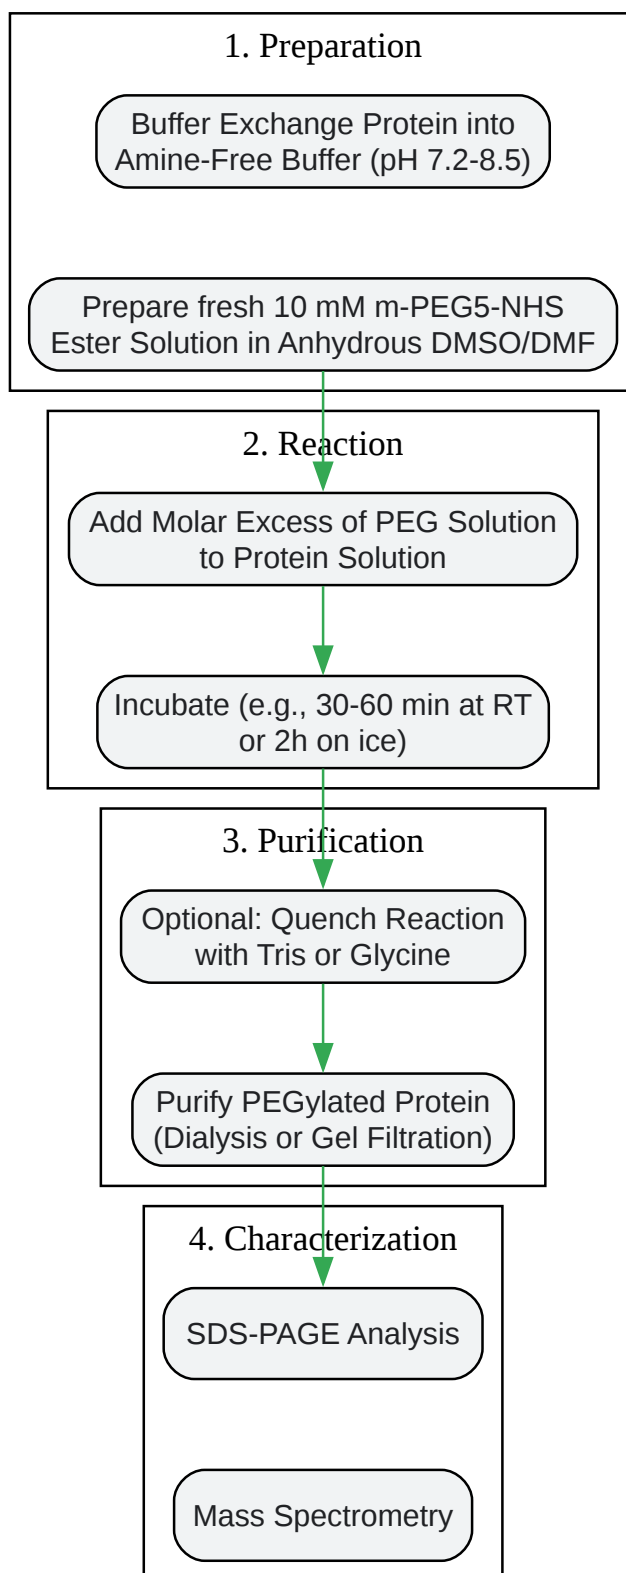 1. Preparation
Buffer Exchange Protein into
Amine-Free Buffer (pH 7.2-8.5)
Prepare fresh 10 mM m-PEG5-NHS
Ester Solution in Anhydrous DMSO/DMF
2. Reaction
Add Molar Excess of PEG Solution
to Protein Solution
Incubate (e.g., 30-60 min at RT
or 2h on ice)
3. Purification
Optional: Quench Reaction
with Tris or Glycine
Purify PEGylated Protein
(Dialysis or Gel Filtration)
4. Characterization
SDS-PAGE Analysis
Mass Spectrometry